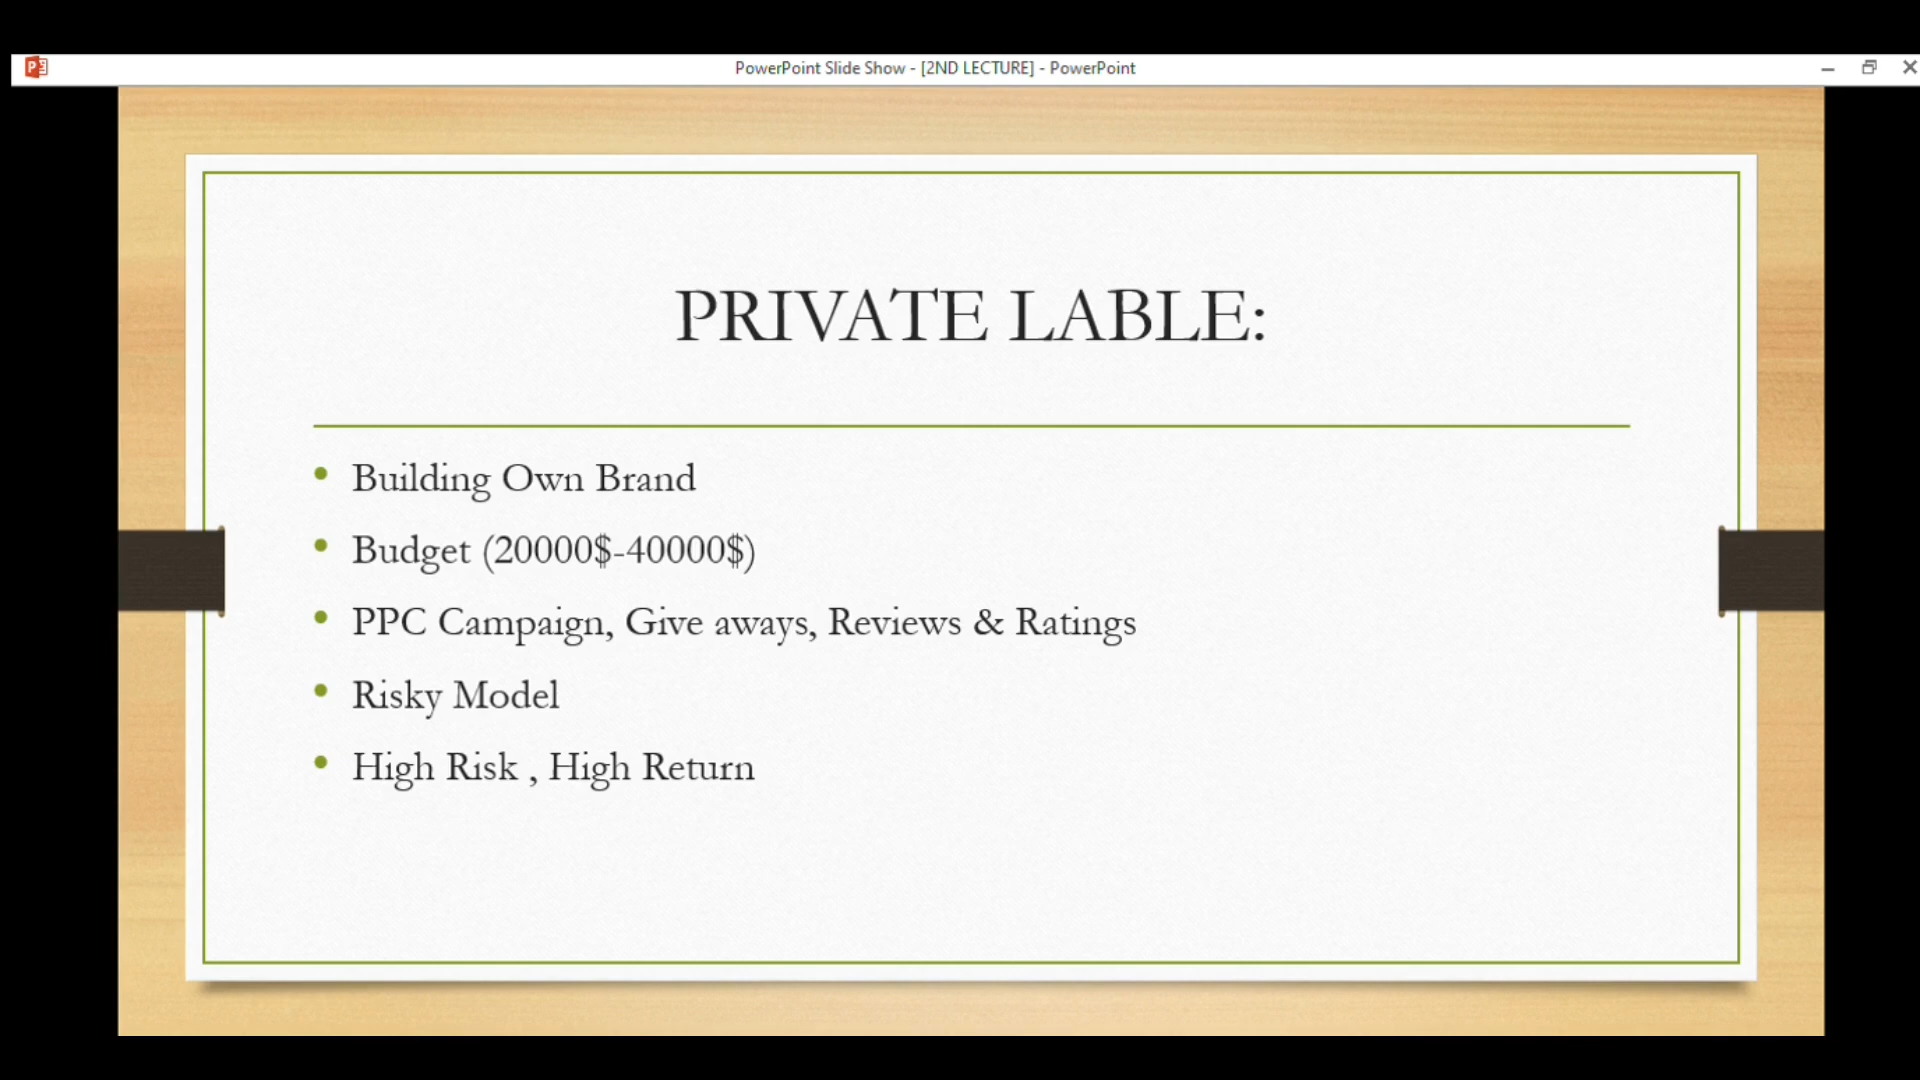 PowerPoint Slide Show - [2ND LECTURE] - PowerPoint
PRIVATE LABLE:
• Building Own Brand
• Budget (20000$-40000$)
• PPC Campaign, Give aways, Reviews & Ratings
• Risky Model
• High Risk , High Return